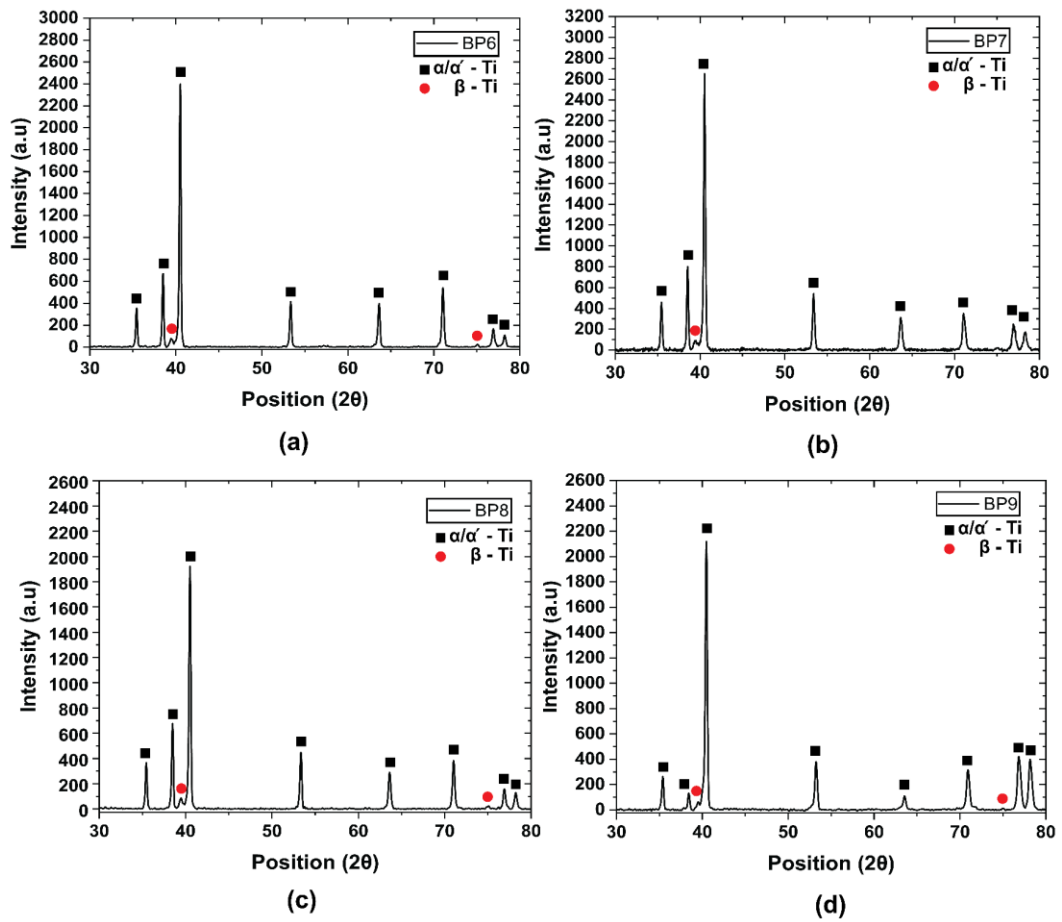 3000
2800
2600
2400
2200
2000
1800
1600
1400
1200
1000
800
600
400
200
0
Intensity (a.u)
BP6
α/α′ - Ti
β - Ti
30 40 50 60 70 80
Position (2θ)
(a)
3200
3000
2800
2600
2400
2200
2000
1800
1600
1400
1200
1000
800
600
400
200
0
Intensity (a.u)
BP7
α/α′ - Ti
β - Ti
30 40 50 60 70 80
Position (2θ)
(b)
2600
2400
2200
2000
1800
1600
1400
1200
1000
800
600
400
200
0
Intensity (a.u)
BP8
α/α′ - Ti
β - Ti
30 40 50 60 70 80
Position (2θ)
(c)
2600
2400
2200
2000
1800
1600
1400
1200
1000
800
600
400
200
0
Intensity (a.u)
BP9
α/α′ - Ti
β - Ti
30 40 50 60 70 80
Position (2θ)
(d)